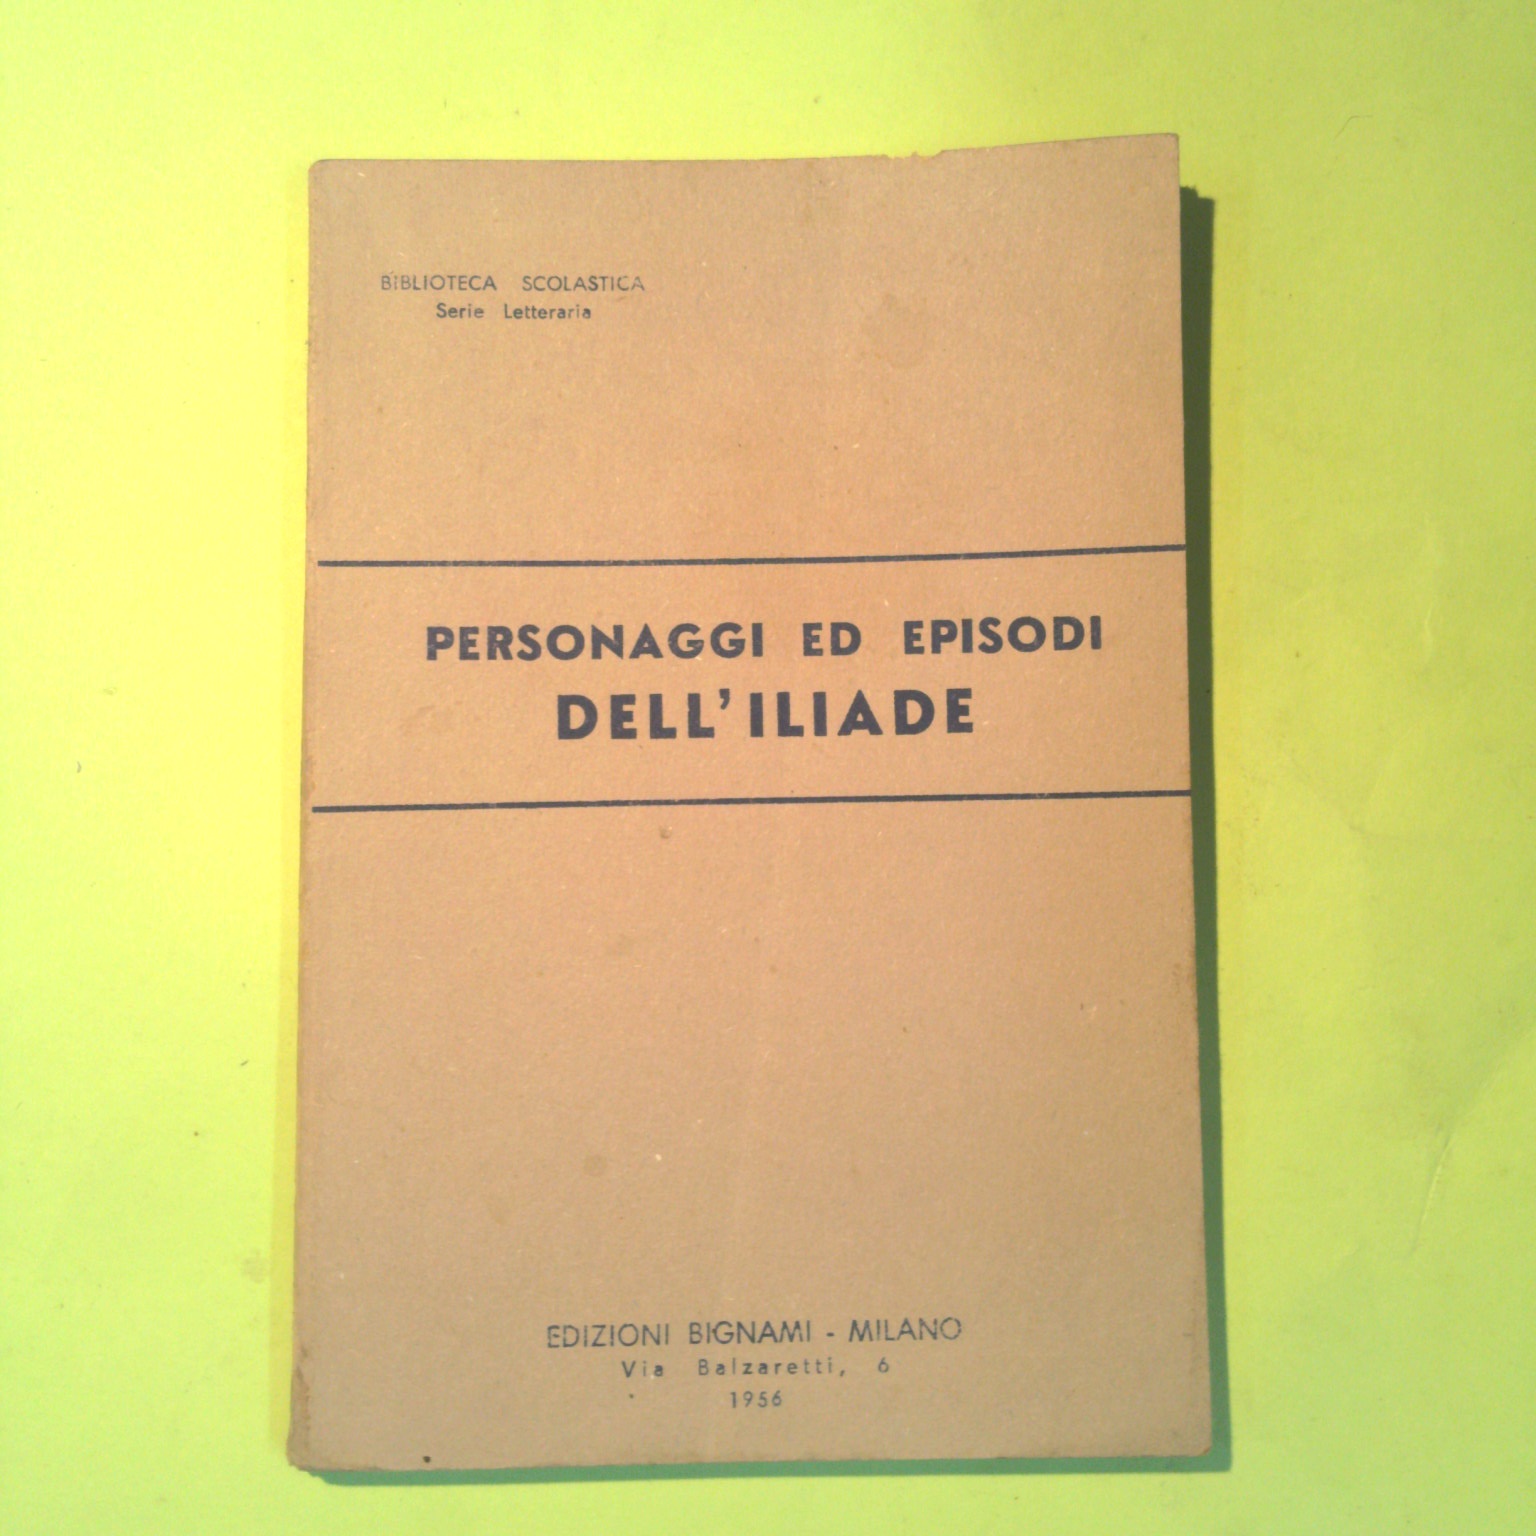 BIBLIOTECA SCOLASTICA
Serie Letteraria
PERSONAGGI ED EPISODI
DELL'ILIADE
EDIZIONI BIGNAMI - MILANO
Via Balzaretti, 6
1956